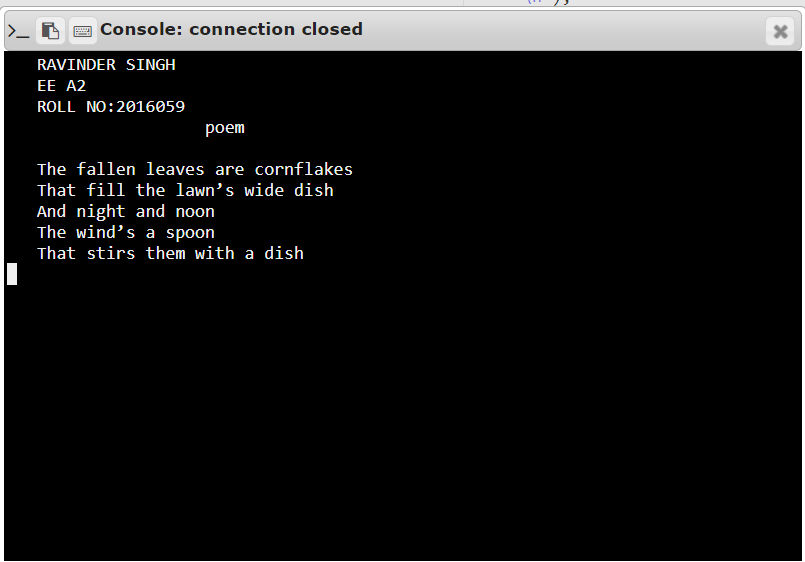 >_ Console: connection closed
RAVINDER SINGH
EE A2
ROLL NO:2016059
poem
The fallen leaves are cornflakes
That fill the lawn’s wide dish
And night and noon
The wind’s a spoon
That stirs them with a dish